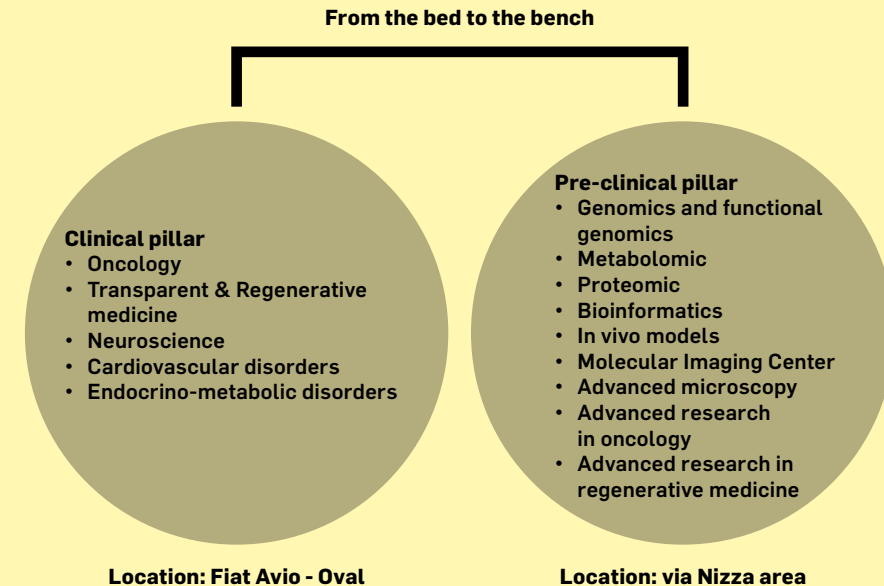 From the bed to the bench
Clinical pillar
• Oncology
• Transparent & Regenerative
medicine
• Neuroscience
• Cardiovascular disorders
• Endocrino-metabolic disorders
Location: Fiat Avio - Oval
Pre-clinical pillar
• Genomics and functional
genomics
• Metabolomic
• Proteomic
• Bioinformatics
• In vivo models
• Molecular Imaging Center
• Advanced microscopy
• Advanced research
in oncology
• Advanced research in
regenerative medicine
Location: via Nizza area